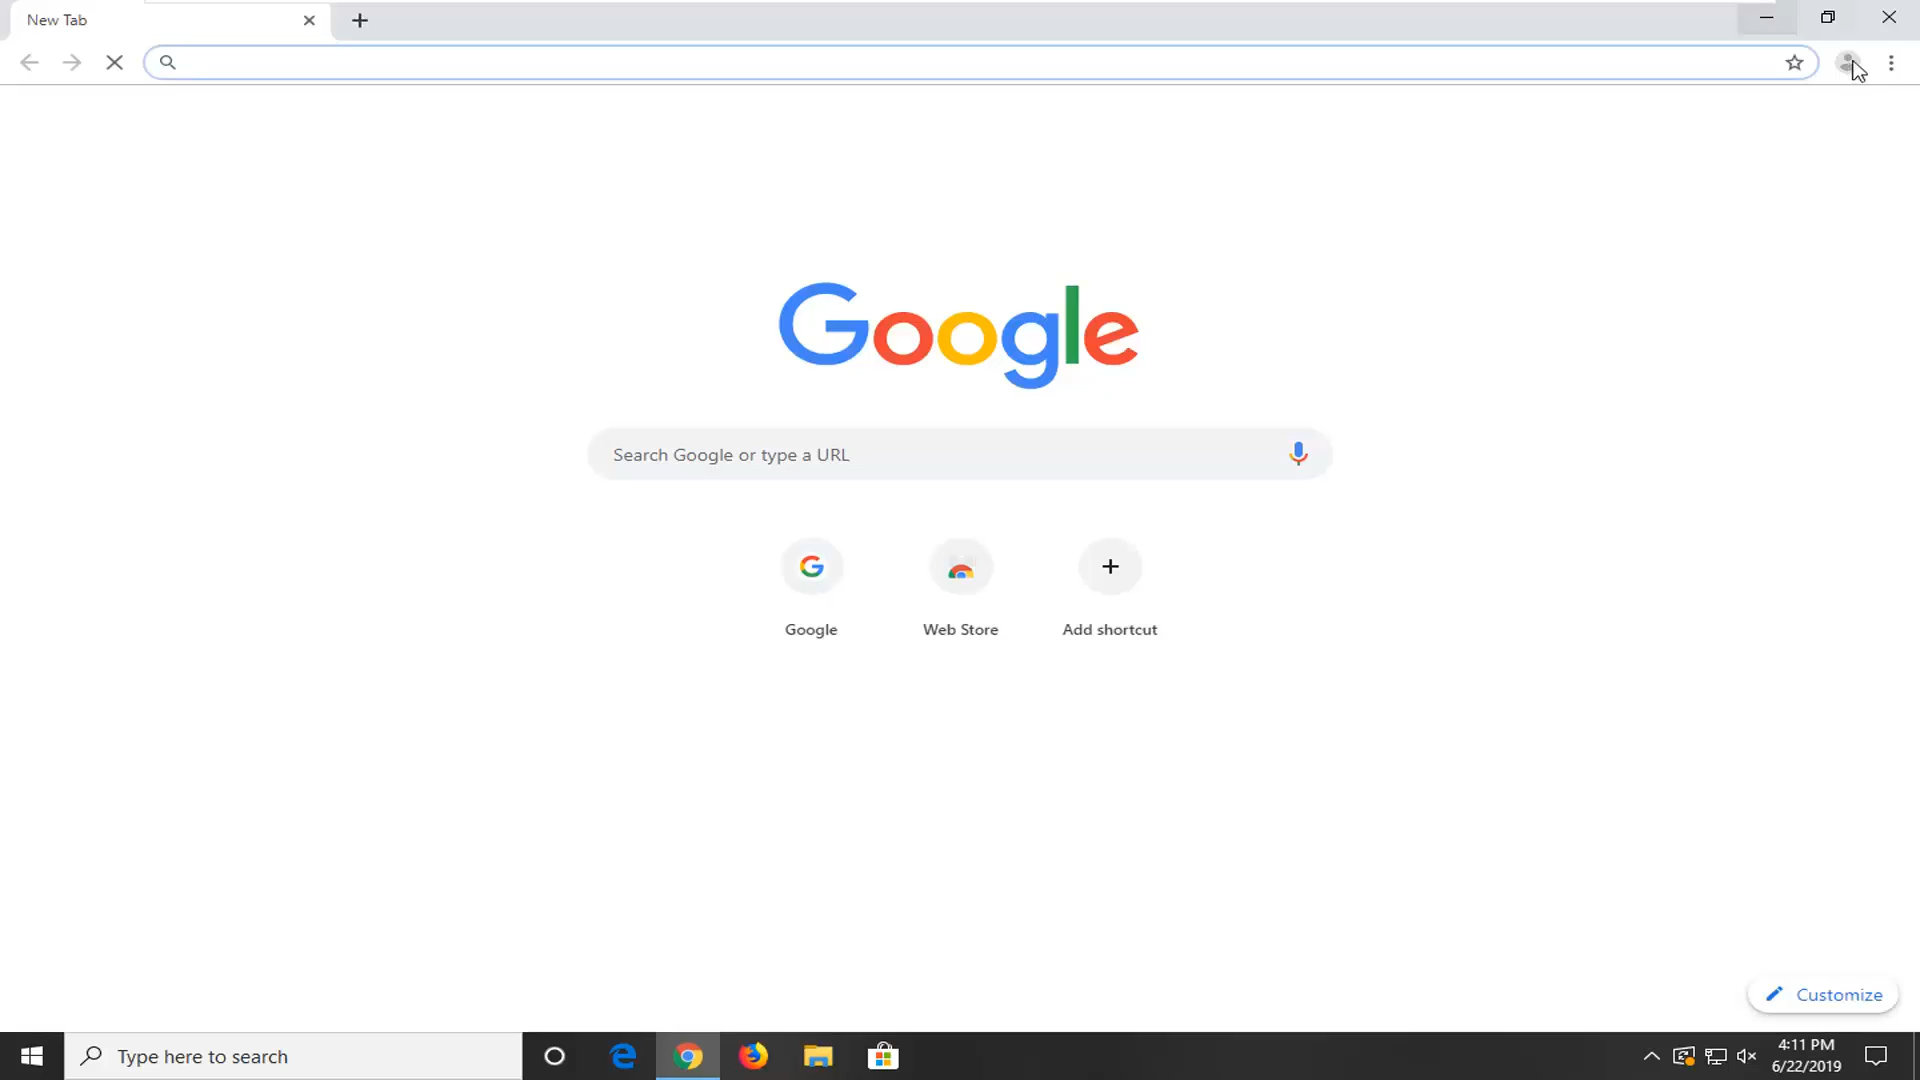 New Tab
Google
Search Google or type a URL
Google
Web Store
Add shortcut
Customize
Type here to search
4:11 PM
6/22/2019